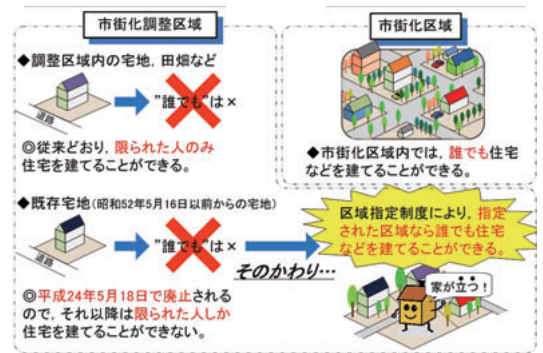 市街化調整区域
◆調整区域内の宅地，田畑など
道路
"誰でも"は×
◎従来どおり，限られた人のみ
住宅を建てることができる。
◆既存宅地（昭和52年5月16日以前からの宅地）
道路
"誰でも"は×
そのかわり…
◎平成24年5月18日で廃止される
ので，それ以降は限られた人しか
住宅を建てることができない。
市街化区域
◆市街化区域内では，誰でも住宅
などを建てることができる。
区域指定制度により，指定
された区域なら誰でも住宅
などを建てることができる。
家が立つ！